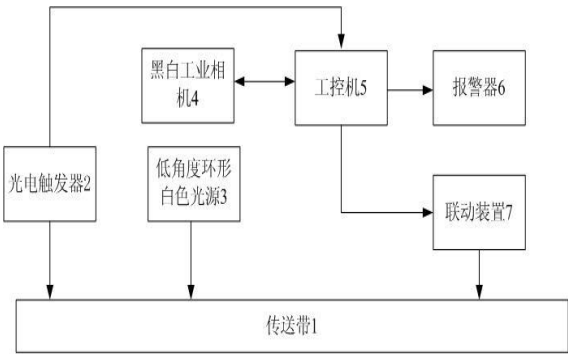 黑白工业相
机4
工控机5
报警器6
光电触发器2
低角度环形
白色光源3
联动装置7
传送带1